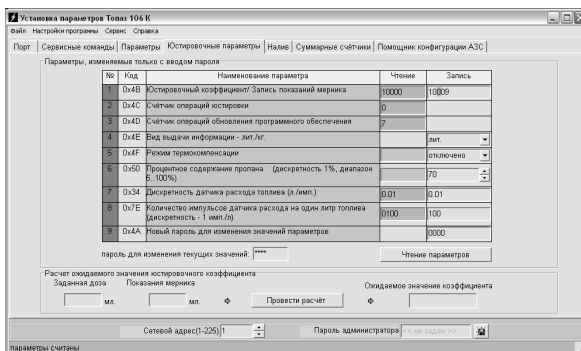 Установка параметров Топаз 106 К
Файл Настройки программы Сервис Справка
Порт Сервисные команды Параметры Юстировочные параметры Налив Суммарные счётчики Помощник конфигурации АЗС
Параметры, изменяемые только с вводом пароля
№ Код Наименование параметра Чтение Запись
1 0x4B Юстировочный коэффициент/ Запись показаний мерника 10000 10009
2 0x4C Счётчик операций юстировки 0
3 0x4D Счётчик операций обновления программного обеспечения 7
4 0x4E Вид выдачи информации - лит./кг. лит.
5 0x4F Режим термокомпенсации отключено
6 0x50 Процентное содержание пропана (дискретность 1%, диапазон 70
5..100%)
7 0x34 Дискретность датчика расхода топлива (л./имп.) 0.01 0.01
8 0x7E Количество импульсов датчика расхода на один литр топлива 0100 100
(дискретность - 1 имп./л)
9 0x4A Новый пароль для изменения значений параметров 0000
пароль для изменения текущих значений: **** Чтение параметров
Расчет ожидаемого значения юстировочного коэффициента
Заданная доза Показания мерника Ожидаемое значение коэффициента
мл. мл. Провести расчёт
Сетевой адрес(1-225) 1 Пароль администратора << не задан >>
параметры считаны